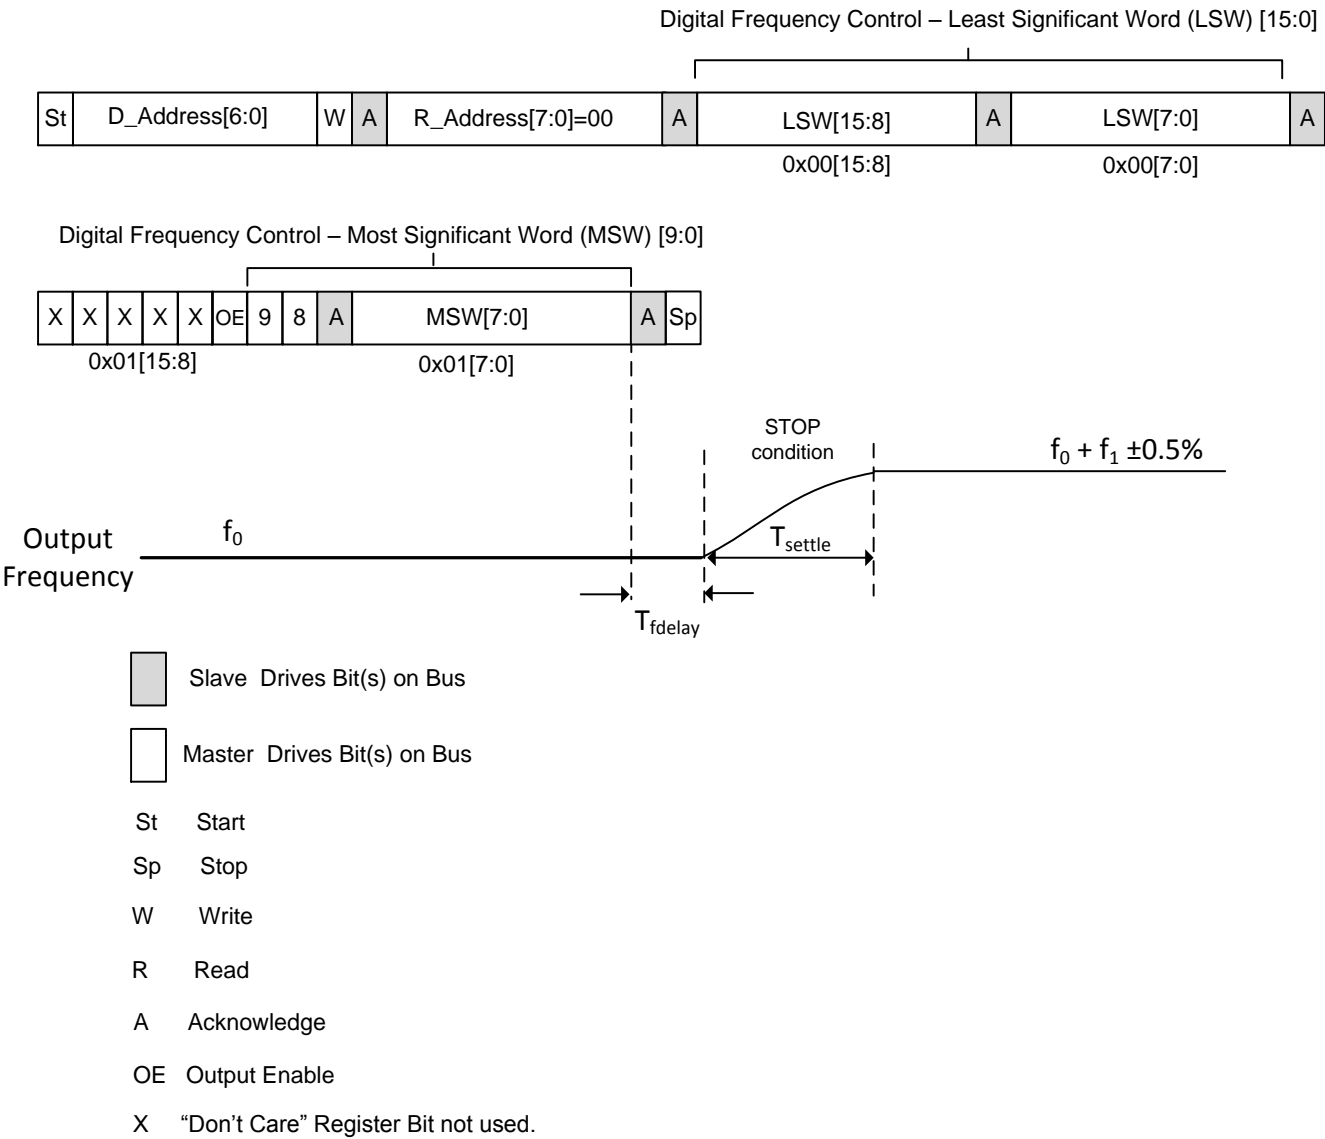 Digital Frequency Control – Least Significant Word (LSW) [15:0]
St D_Address[6:0] W A R_Address[7:0]=00 A LSW[15:8] A LSW[7:0] A
0x00[15:8] 0x00[7:0]
Digital Frequency Control – Most Significant Word (MSW) [9:0]
X X X X X OE 9 8 A MSW[7:0] A Sp
0x01[15:8] 0x01[7:0]
STOP
condition
f0 + f1 ±0.5%
f0
Output
Frequency
Tsettle
Tfdelay
Slave Drives Bit(s) on Bus
Master Drives Bit(s) on Bus
St Start
Sp Stop
W Write
R Read
A Acknowledge
OE Output Enable
X “Don’t Care” Register Bit not used.